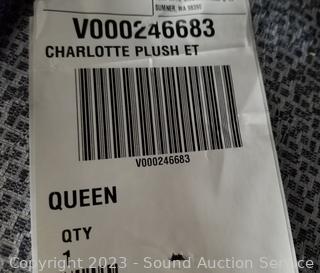 SUMNER, WA 98390
V000246683
CHARLOTTE PLUSH ET
V000246683
QUEEN
QTY
1
Copyright 2023 - Sound Auction Service